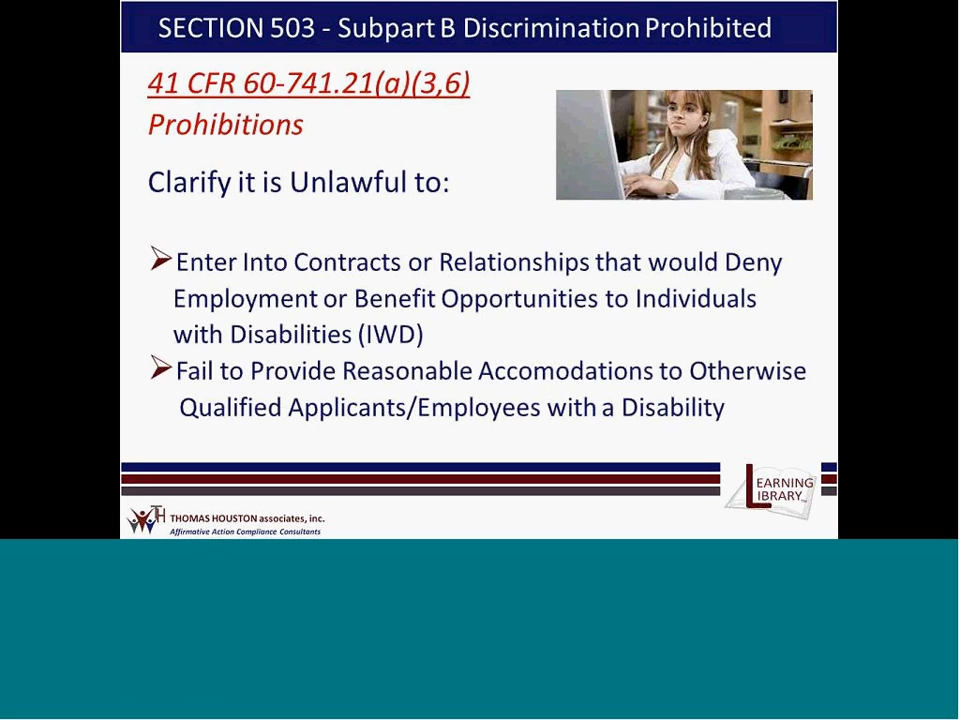 SECTION 503 - Subpart B Discrimination Prohibited
41 CFR 60-741.21(a)(3,6)
Prohibitions
Clarify it is Unlawful to:
Enter Into Contracts or Relationships that would Deny
Employment or Benefit Opportunities to Individuals
with Disabilities (IWD)
Fail to Provide Reasonable Accomodations to Otherwise
Qualified Applicants/Employees with a Disability
LEARNING
LIBRARY
TH THOMAS HOUSTON associates, inc.
Affirmative Action Compliance Consultants